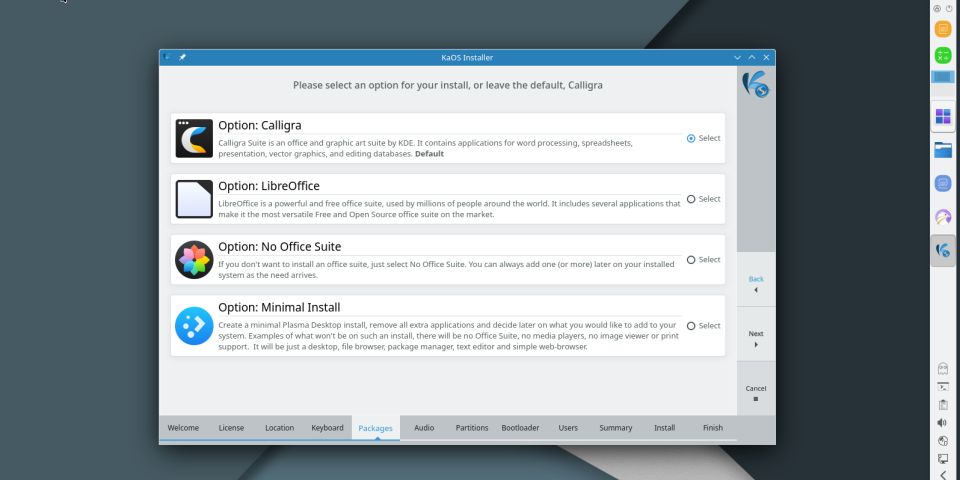 KaOS Installer
Please select an option for your install, or leave the default, Calligra
Option: Calligra
Calligra Suite is an office and graphic art suite by KDE. It contains applications for word processing, spreadsheets,
presentation, vector graphics, and editing databases. Default
Select
Option: LibreOffice
LibreOffice is a powerful and free office suite, used by millions of people around the world. It includes several applications that
make it the most versatile Free and Open Source office suite on the market.
Select
Option: No Office Suite
If you don't want to install an office suite, just select No Office Suite. You can always add one (or more) later on your installed
system as the need arrives.
Select
Option: Minimal Install
Create a minimal Plasma Desktop install, remove all extra applications and decide later on what you would like to add to your
system. Examples of what won't be on such an install, there will be no Office Suite, no media players, no image viewer or print
support. It will be just a desktop, file browser, package manager, text editor and simple web-browser.
Select
Back
Next
Cancel
Welcome License Location Keyboard Packages Audio Partitions Bootloader Users Summary Install Finish